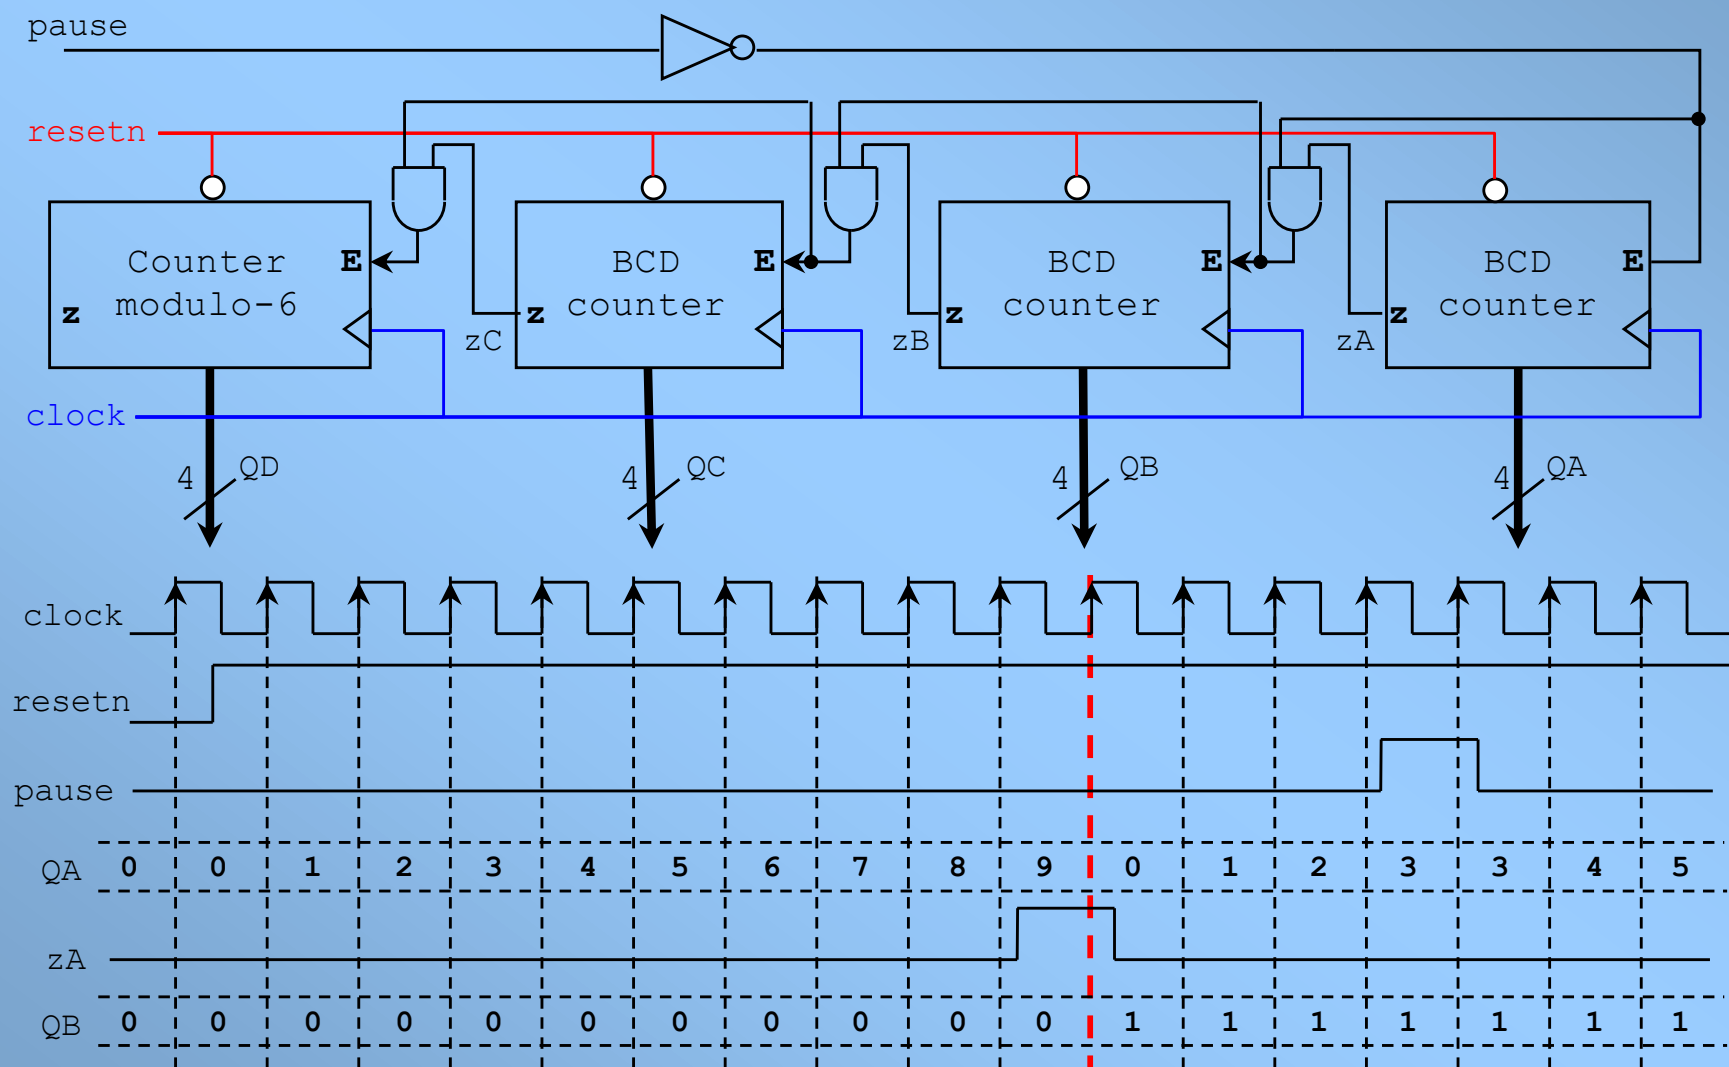 pause
resetn
Counter modulo-6 E z
BCD counter E z
BCD counter E z
BCD counter E z
zC
zB
zA
clock
4 QD
4 QC
4 QB
4 QA
clock
resetn
pause
QA 0 0 1 2 3 4 5 6 7 8 9 0 1 2 3 3 4 5
zA
QB 0 0 0 0 0 0 0 0 0 0 0 1 1 1 1 1 1 1